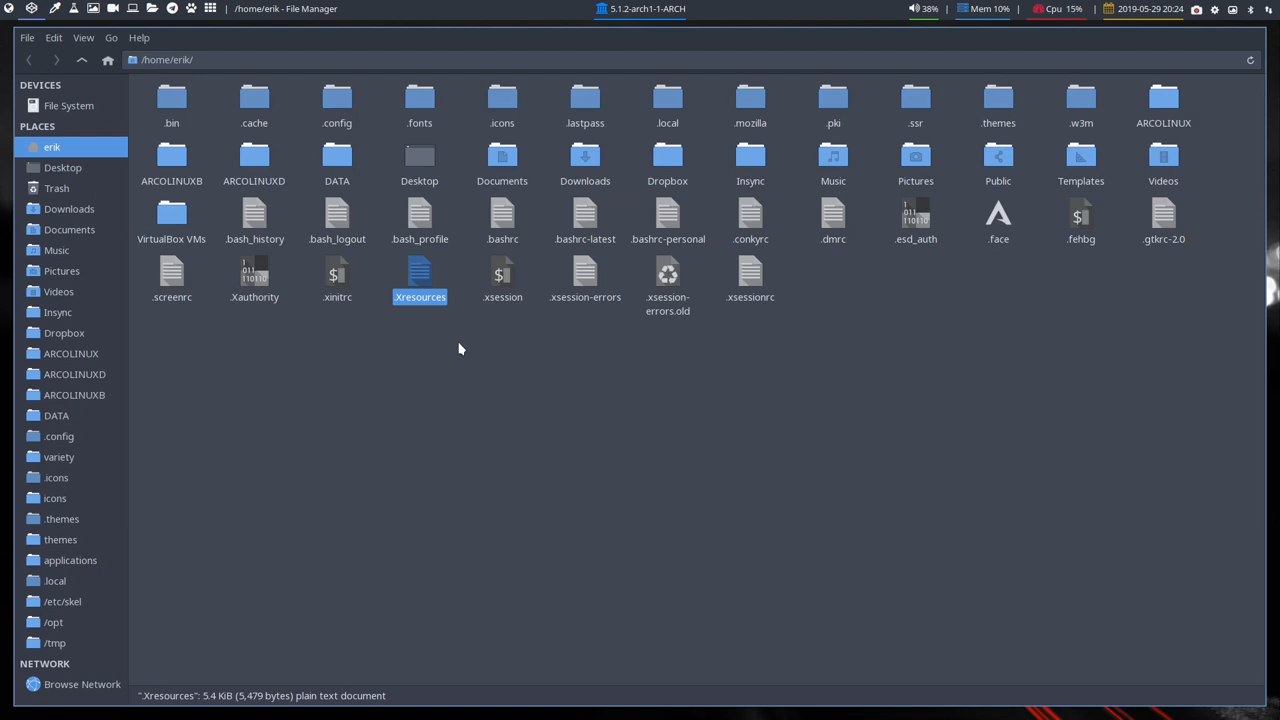 /home/erik - File Manager
5.1.2-arch1-1-ARCH
38%
Mem 10%
Cpu 15%
2019-05-29 20:24
File Edit View Go Help
/home/erik/
DEVICES
File System
PLACES
erik
Desktop
Trash
Downloads
Documents
Music
Pictures
Videos
Insync
Dropbox
ARCOLINUX
ARCOLINUXD
ARCOLINUXB
DATA
.config
variety
.icons
icons
.themes
themes
applications
.local
/etc/skel
/opt
/tmp
NETWORK
Browse Network
.bin .cache .config .fonts .icons .lastpass .local .mozilla .pki .ssr .themes .w3m ARCOLINUX
ARCOLINUXB ARCOLINUXD DATA Desktop Documents Downloads Dropbox Insync Music Pictures Public Templates Videos
VirtualBox VMs .bash_history .bash_logout .bash_profile .bashrc .bashrc-latest .bashrc-personal .conkyrc .dmrc .esd_auth .face .fehbg .gtkrc-2.0
.screenrc .Xauthority .xinitrc .Xresources .xsession .xsession-errors .xsession-errors.old .xsessionrc
".Xresources": 5.4 KiB (5,479 bytes) plain text document